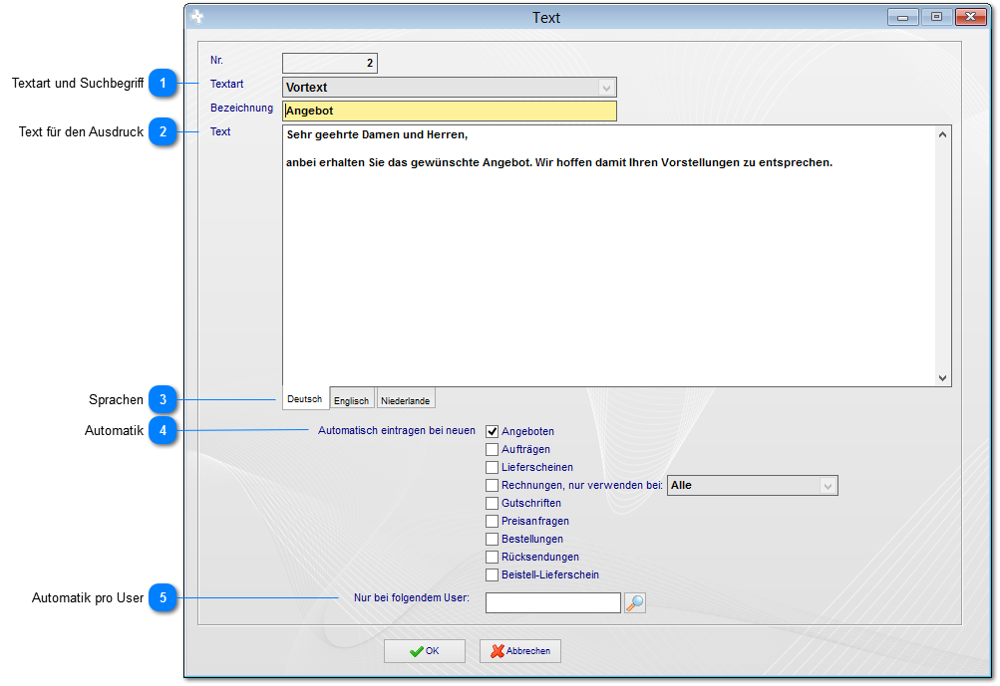 Text
Nr. 2
Textart und Suchbegriff 1 Textart Vortext
Bezeichnung Angebot
Text für den Ausdruck 2 Text Sehr geehrte Damen und Herren,
anbei erhalten Sie das gewünschte Angebot. Wir hoffen damit Ihren Vorstellungen zu entsprechen.
Sprachen 3 Deutsch Englisch Niederlande
Automatik 4 Automatisch eintragen bei neuen Angeboten
Aufträgen
Lieferscheinen
Rechnungen, nur verwenden bei: Alle
Gutschriften
Preisanfragen
Bestellungen
Rücksendungen
Beistell-Lieferschein
Automatik pro User 5 Nur bei folgendem User:
OK Abbrechen